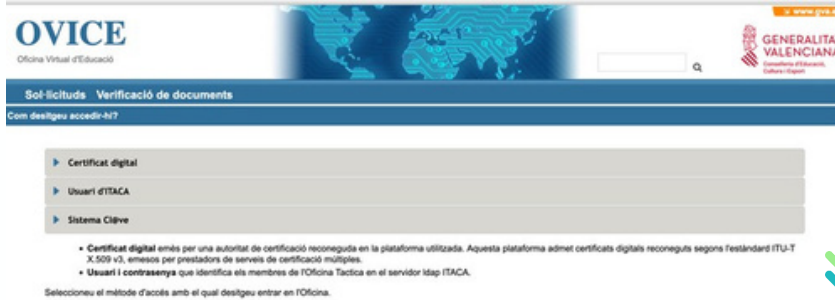 www.gva.e
OVICE
Oficina Virtual d'Educació
GENERALITA
VALENCIANA
Conselleria d'Educació,
Cultura i Esport
Sol·licituds Verificació de documents
Com desitgeu accedir-hi?
Certificat digital
Usuari d'ITACA
Sistema Cl@ve
• Certificat digital emès per una autoritat de certificació reconeguda en la plataforma utilizada. Aquesta plataforma admet certificats digitals reconeguts segons l'estàndard ITU-T
X.509 v3, emesos per prestadors de serveis de certificació múltiples.
• Usuari i contrasenya que identifica els membres de l'Oficina Tactica en el servidor ldap ITACA.
Seleccioneu el mètode d'accés amb el qual desitgeu entrar en l'Oficina.